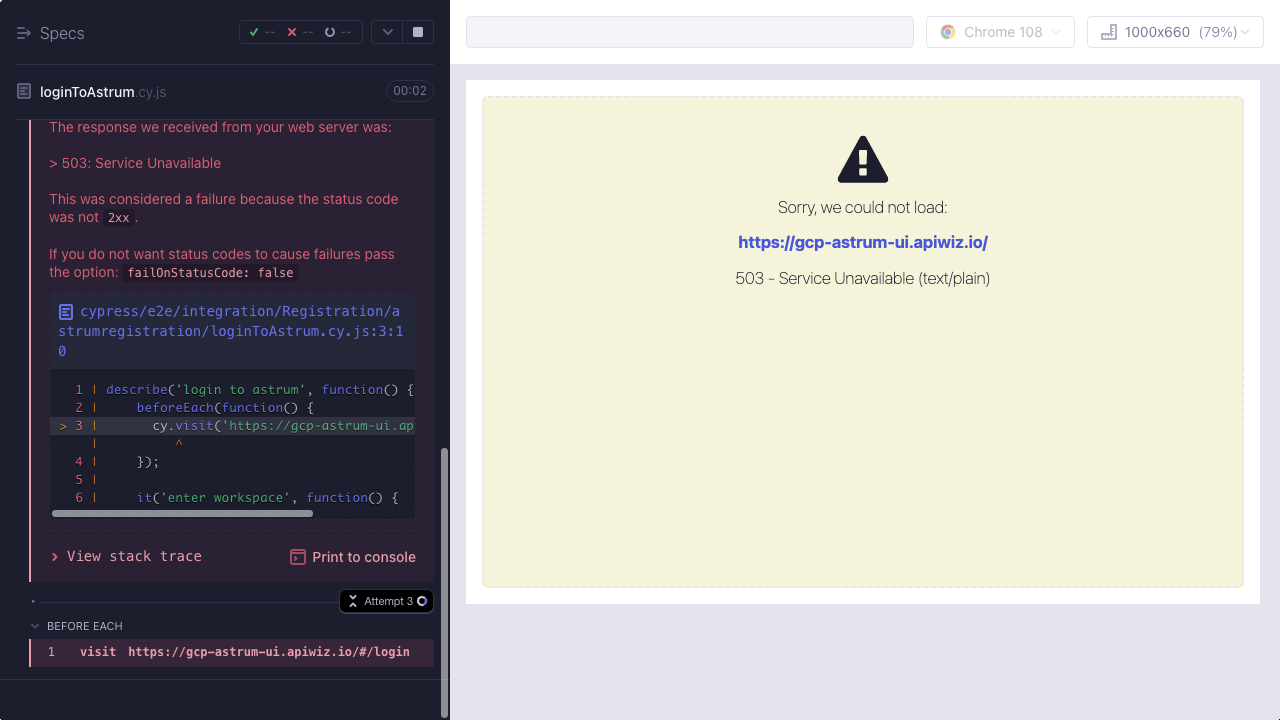 Specs
-- -- --
loginToAstrum.cy.js
00:02
The response we received from your web server was:
> 503: Service Unavailable
This was considered a failure because the status code
was not 2xx.
If you do not want status codes to cause failures pass
the option: failOnStatusCode: false
cypress/e2e/integration/Registration/a
strumregistration/loginToAstrum.cy.js:3:1
0
1 | describe('login to astrum', function() {
2 |     beforeEach(function() {
> 3 |       cy.visit('https://gcp-astrum-ui.ap
|          ^
4 |     });
5 |
6 |     it('enter workspace', function() {
View stack trace
Print to console
Attempt 3
BEFORE EACH
1 visit https://gcp-astrum-ui.apiwiz.io/#/login
Chrome 108
1000x660 (79%)
Sorry, we could not load:
https://gcp-astrum-ui.apiwiz.io/
503 - Service Unavailable (text/plain)